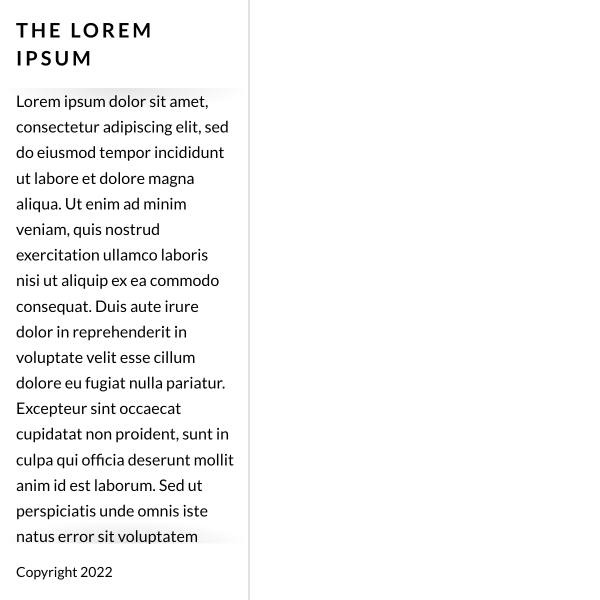 THE LOREM
IPSUM
Lorem ipsum dolor sit amet,
consectetur adipiscing elit, sed
do eiusmod tempor incididunt
ut labore et dolore magna
aliqua. Ut enim ad minim
veniam, quis nostrud
exercitation ullamco laboris
nisi ut aliquip ex ea commodo
consequat. Duis aute irure
dolor in reprehenderit in
voluptate velit esse cillum
dolore eu fugiat nulla pariatur.
Excepteur sint occaecat
cupidatat non proident, sunt in
culpa qui officia deserunt mollit
anim id est laborum. Sed ut
perspiciatis unde omnis iste
natus error sit voluptatem
Copyright 2022